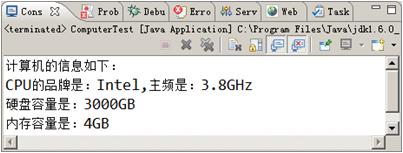 Cons Prob Debu Erro Serv Web Task
<terminated> ComputerTest [Java Application] C:\Program Files\Java\jdk1.6.0_
计算机的信息如下：
CPU的品牌是：Intel,主频是：3.8GHz
硬盘容量是：3000GB
内存容量是：4GB